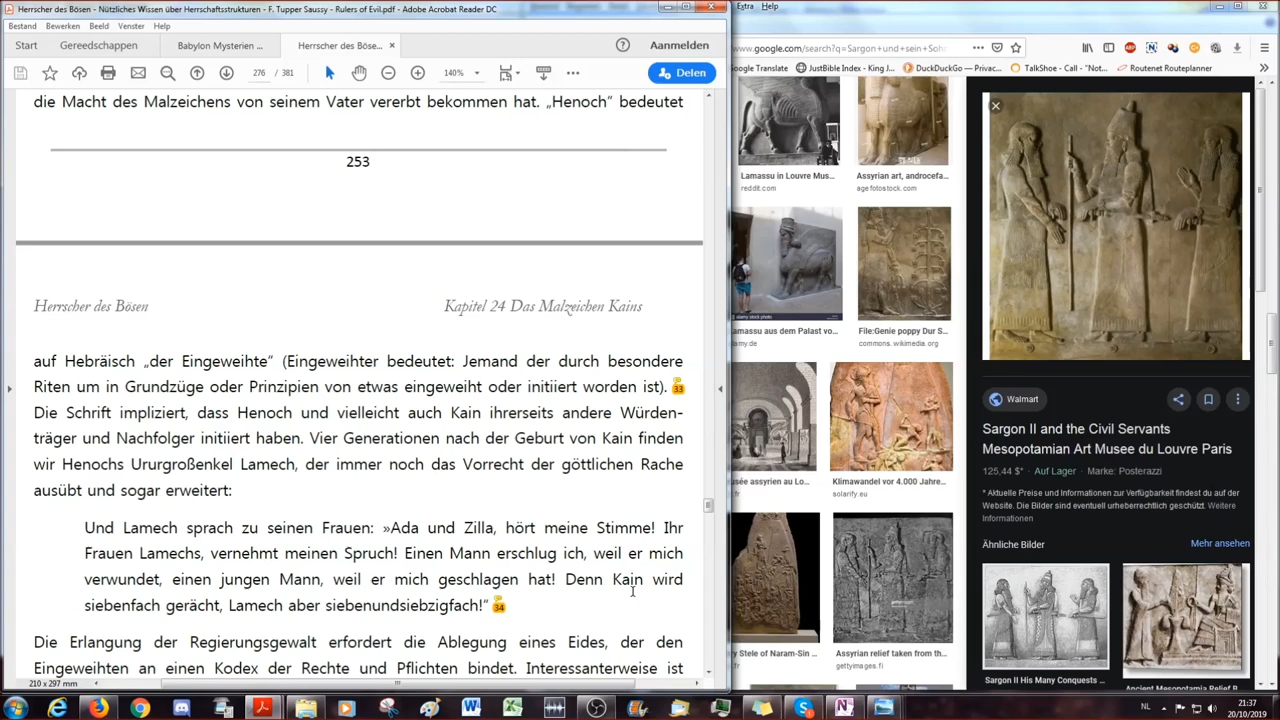 Herrscher des Bösen - Nützliches Wissen über Herrschaftsstrukturen - F. Tupper Saussy - Rulers of Evil.pdf - Adobe Acrobat Reader DC
Bestand Bewerken Beeld Venster Help
Start Gereedschappen Babylon Mysterien ... Herrscher des Böse... × Anmelden
276 / 381 140% Delen
die Macht des Malzeichens von seinem Vater vererbt bekommen hat. „Henoch” bedeutet
253
Herrscher des Bösen Kapitel 24 Das Malzeichen Kains
auf Hebräisch „der Eingeweihte” (Eingeweihter bedeutet: Jemand der durch besondere
Riten um in Grundzüge oder Prinzipien von etwas eingeweiht oder initiiert worden ist). 33
Die Schrift impliziert, dass Henoch und vielleicht auch Kain ihrerseits andere Würden-
träger und Nachfolger initiiert haben. Vier Generationen nach der Geburt von Kain finden
wir Henochs Ururgroßenkel Lamech, der immer noch das Vorrecht der göttlichen Rache
ausübt und sogar erweitert:
Und Lamech sprach zu seinen Frauen: »Ada und Zilla, hört meine Stimme! Ihr
Frauen Lamechs, vernehmt meinen Spruch! Einen Mann erschlug ich, weil er mich
verwundet, einen jungen Mann, weil er mich geschlagen hat! Denn Kain wird
siebenfach gerächt, Lamech aber siebenundsiebzigfach!” 34
Die Erlangung der Regierungsgewalt erfordert die Ablegung eines Eides, der den
Eingeweihten an einen Kodex der Rechte und Pflichten bindet. Interessanterweise ist
210 x 297 mm
Extra Help
www.google.com/search?q=Sargon+und+sein+Soh
Google Translate JustBible Index - King J... DuckDuckGo — Privac... TalkShoe - Call - "Not... Routenet Routeplanner
Lamassu in Louvre Mus...
reddit.com
Assyrian art, androcefa...
agefotostock.com
amassu aus dem Palast vo...
lamy.de
File:Genie poppy Dur S...
commons.wikimedia.org
usée assyrien au Lo...
.fr
Klimawandel vor 4.000 Jahre...
solarify.eu
ry Stele of Naram-Sin ...
.fr
Assyrian relief taken from th...
gettyimages.fi
Walmart
Sargon II and the Civil Servants
Mesopotamian Art Musee du Louvre Paris
125,44 $* · Auf Lager · Marke: Posterazzi
* Aktuelle Preise und Informationen zur Verfügbarkeit findest du auf der
Website. Die Bilder sind eventuell urheberrechtlich geschützt. Weitere
Informationen
Ähnliche Bilder Mehr ansehen
Sargon II His Many Conquests ...
Ancient Mesopotamia Relief B
NL 21:37
20/10/2019